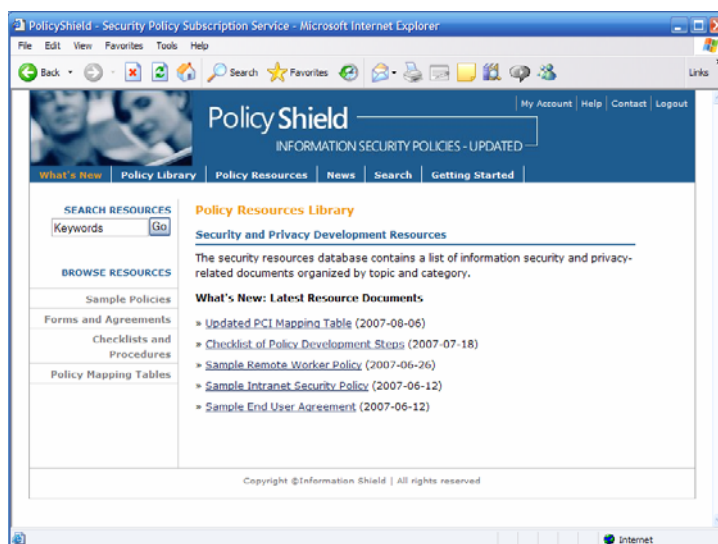 PolicyShield - Security Policy Subscription Service - Microsoft Internet Explorer
File Edit View Favorites Tools Help
Back Search Favorites Links
My Account | Help | Contact | Logout
Policy Shield
INFORMATION SECURITY POLICIES - UPDATED
What's New | Policy Library | Policy Resources | News | Search | Getting Started
SEARCH RESOURCES
Keywords Go
BROWSE RESOURCES
Sample Policies
Forms and Agreements
Checklists and
Procedures
Policy Mapping Tables
Policy Resources Library
Security and Privacy Development Resources
The security resources database contains a list of information security and privacy-
related documents organized by topic and category.
What's New: Latest Resource Documents
» Updated PCI Mapping Table (2007-08-06)
» Checklist of Policy Development Steps (2007-07-18)
» Sample Remote Worker Policy (2007-06-26)
» Sample Intranet Security Policy (2007-06-12)
» Sample End User Agreement (2007-06-12)
Copyright ©Information Shield | All rights reserved
Internet